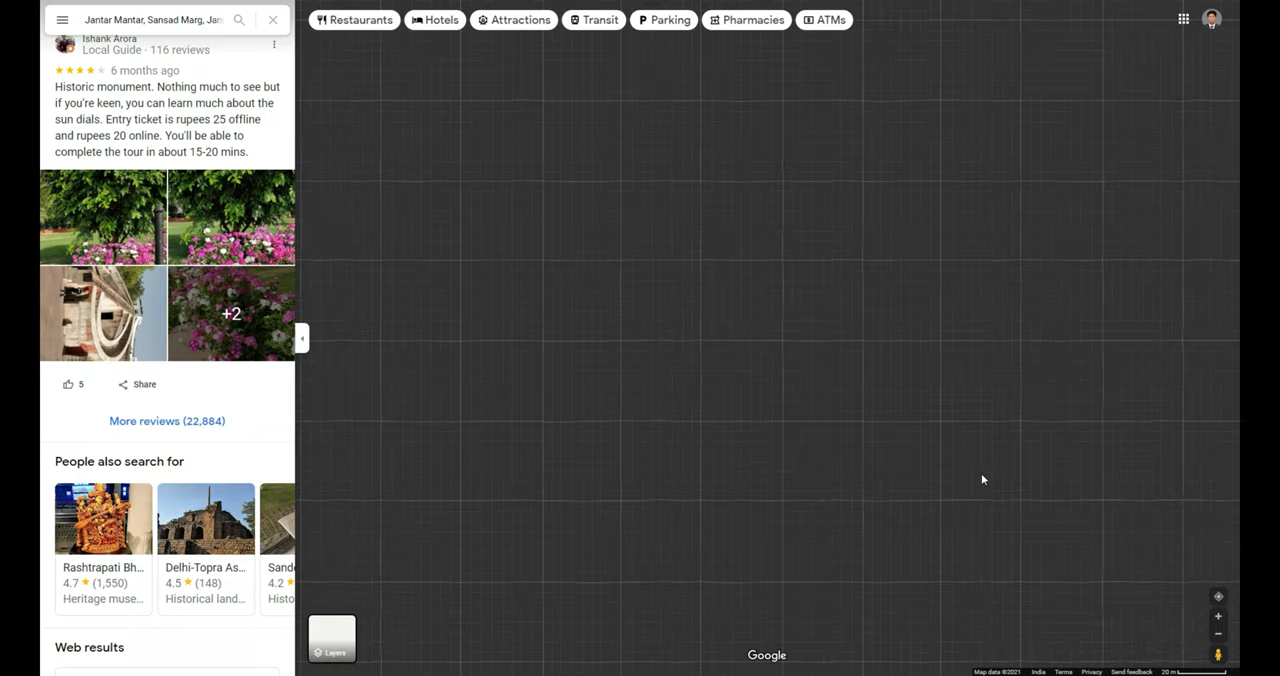 Jantar Mantar, Sansad Marg, Jan
Restaurants
Hotels
Attractions
Transit
Parking
Pharmacies
ATMs
Ishank Arora
Local Guide · 116 reviews
6 months ago
Historic monument. Nothing much to see but
if you're keen, you can learn much about the
sun dials. Entry ticket is rupees 25 offline
and rupees 20 online. You'll be able to
complete the tour in about 15-20 mins.
+2
5
Share
More reviews (22,884)
People also search for
Rashtrapati Bh...
4.7 ★ (1,550)
Heritage muse...
Delhi-Topra As...
4.5 ★ (148)
Historical land...
Sand
4.2 ★
Histo
Web results
Layers
Google
Map data ©2021 India Terms Privacy Send feedback 20 m